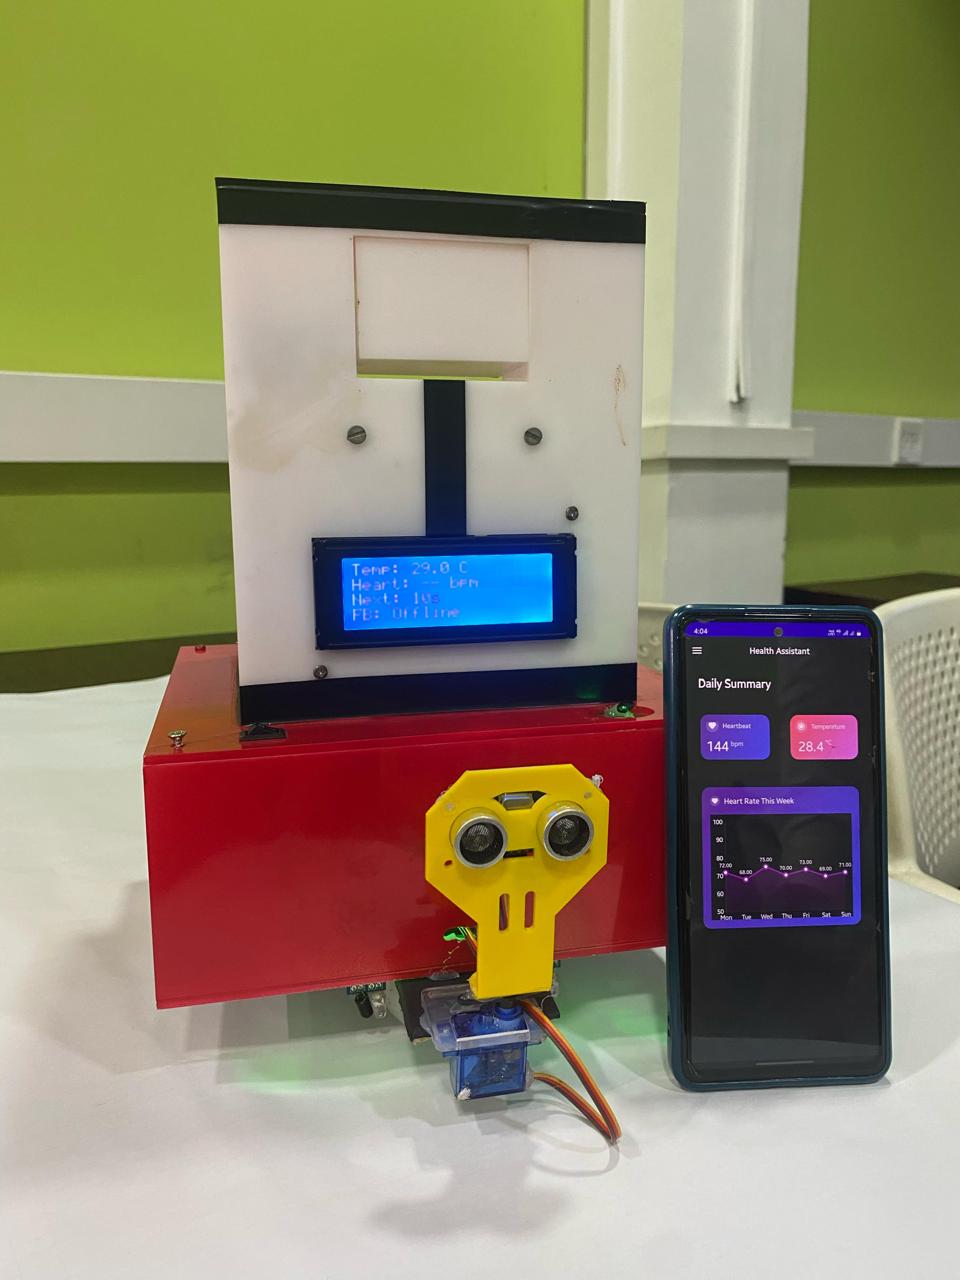 Temp: 29.0 C
Heart: -- bpm
Next: 10s
FB: Offline
4:04
Health Assistant
Daily Summary
Heartbeat
144 bpm
Temperature
28.4 °C
Heart Rate This Week
100
90
80
70
60
50
72.00 68.00 75.00 70.00 73.00 69.00 71.00
Mon Tue Wed Thu Fri Sat Sun